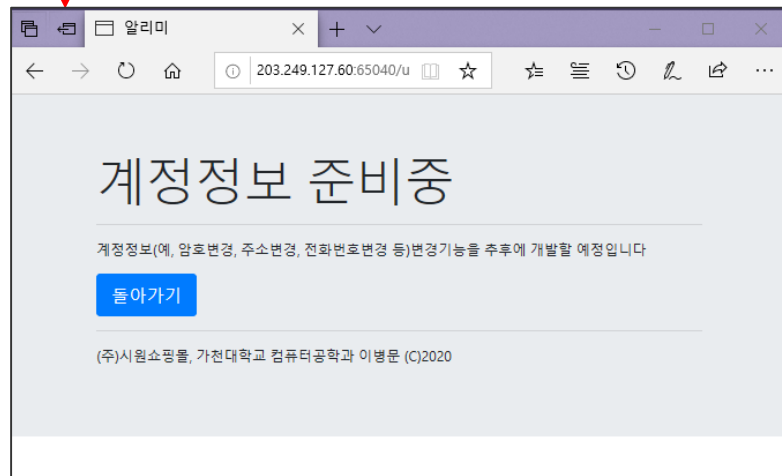 알리미
203.249.127.60:65040/u
계정정보 준비중
계정정보(예, 암호변경, 주소변경, 전화번호변경 등)변경기능을 추후에 개발할 예정입니다
돌아가기
(주)시원쇼핑몰, 가천대학교 컴퓨터공학과 이병문 (C)2020